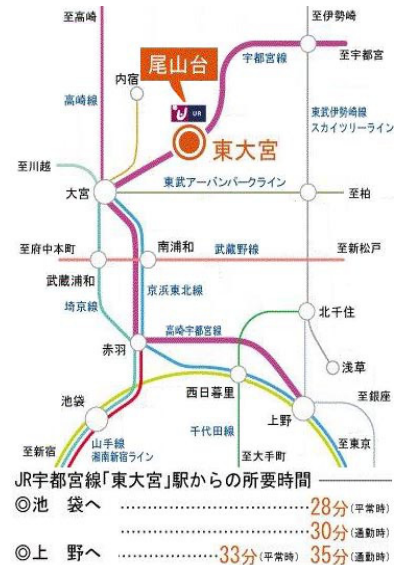 至高崎
至伊勢崎
尾山台
宇都宮線
至宇都宮
内宿
高崎線
UR
東武伊勢崎線
スカイツリーライン
東大宮
至川越
東武アーバンパークライン
大宮
至柏
南浦和
至府中本町
武蔵野線
至新松戸
武蔵浦和
京浜東北線
埼京線
北千住
高崎宇都宮線
赤羽
浅草
池袋
西日暮里
至銀座
上野
山手線
湘南新宿ライン
千代田線
至新宿
至東京
至大手町
JR宇都宮線「東大宮」駅からの所要時間
◎池 袋へ ……………………… 28分(平常時)
30分(通勤時)
◎上 野へ ……………33分(平常時) 35分(通勤時)